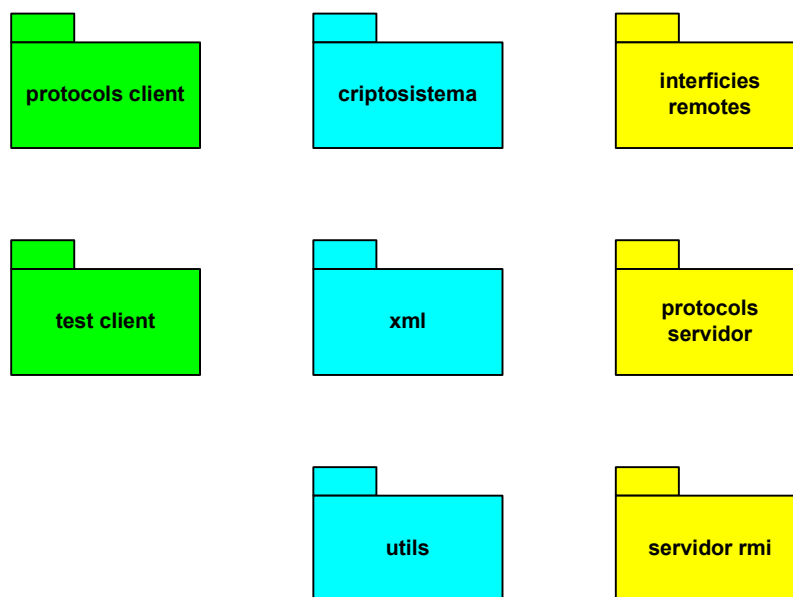 protocols client
criptosistema
interficies
remotes
test client
xml
protocols
servidor
utils
servidor rmi